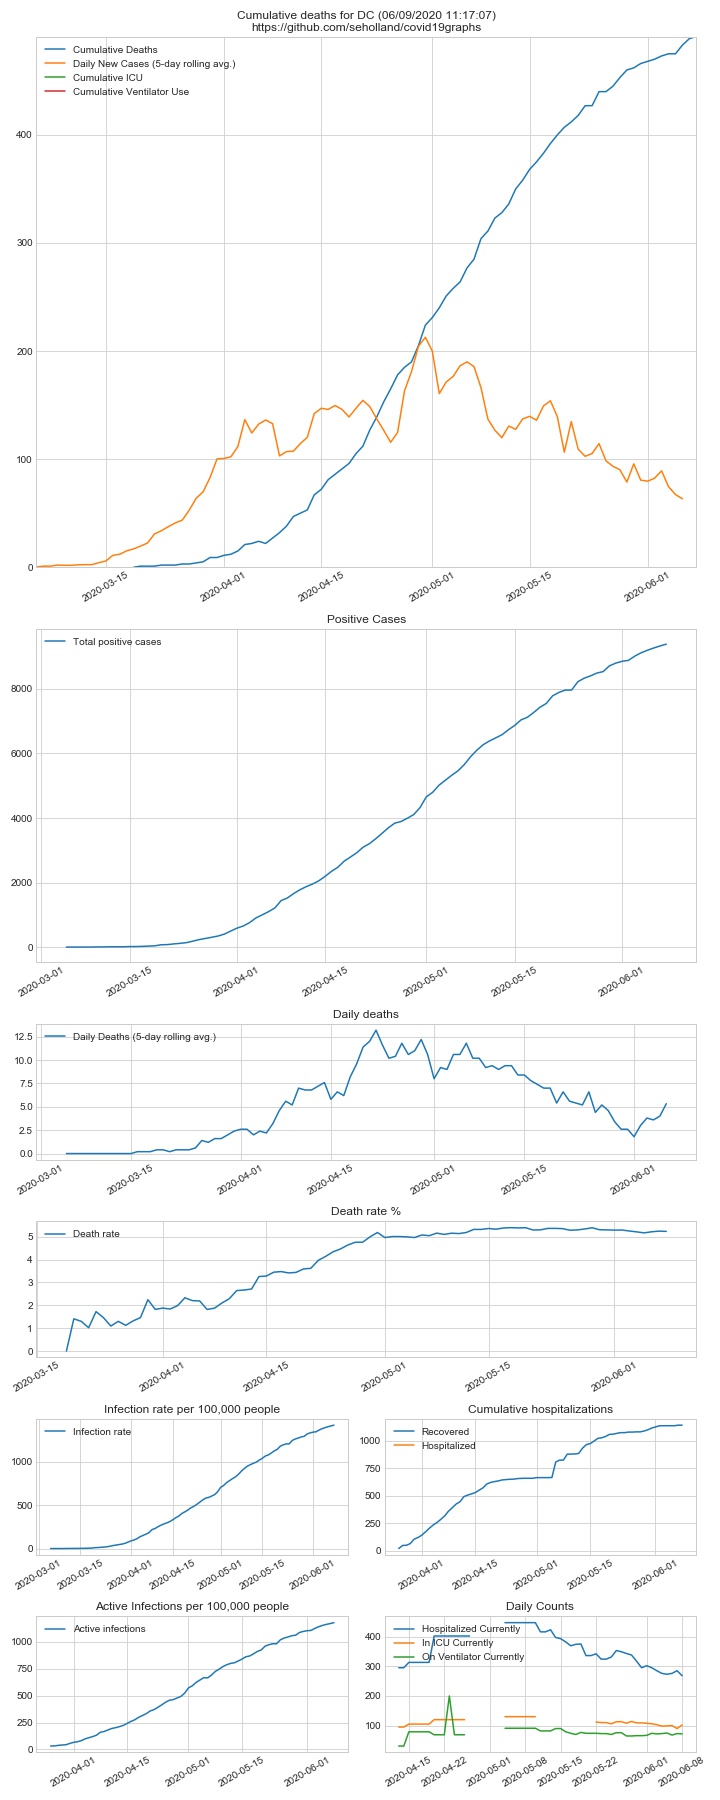 Cumulative deaths for DC (06/09/2020 11:17:07)
https://github.com/seholland/covid19graphs
Cumulative Deaths
Daily New Cases (5-day rolling avg.)
Cumulative ICU
Cumulative Ventilator Use
400
300
200
100
0
2020-03-15 2020-04-01 2020-04-15 2020-05-01 2020-05-15 2020-06-01
Positive Cases
Total positive cases
8000
6000
4000
2000
0
2020-03-01 2020-03-15 2020-04-01 2020-04-15 2020-05-01 2020-05-15 2020-06-01
Daily deaths
Daily Deaths (5-day rolling avg.)
12.5
10.0
7.5
5.0
2.5
0.0
2020-03-01 2020-03-15 2020-04-01 2020-04-15 2020-05-01 2020-05-15 2020-06-01
Death rate %
Death rate
5
4
3
2
1
0
2020-03-15 2020-04-01 2020-04-15 2020-05-01 2020-05-15 2020-06-01
Infection rate per 100,000 people
Infection rate
1000
500
0
2020-03-01 2020-03-15 2020-04-01 2020-04-15 2020-05-01 2020-05-15 2020-06-01
Cumulative hospitalizations
Recovered
Hospitalized
1000
750
500
250
0
2020-04-01 2020-04-15 2020-05-01 2020-05-15 2020-06-01
Active Infections per 100,000 people
Active infections
1000
750
500
250
0
2020-04-01 2020-04-15 2020-05-01 2020-05-15 2020-06-01
Daily Counts
Hospitalized Currently
In ICU Currently
On Ventilator Currently
400
300
200
100
2020-04-15 2020-04-22 2020-05-01 2020-05-08 2020-05-15 2020-05-22 2020-06-01 2020-06-08